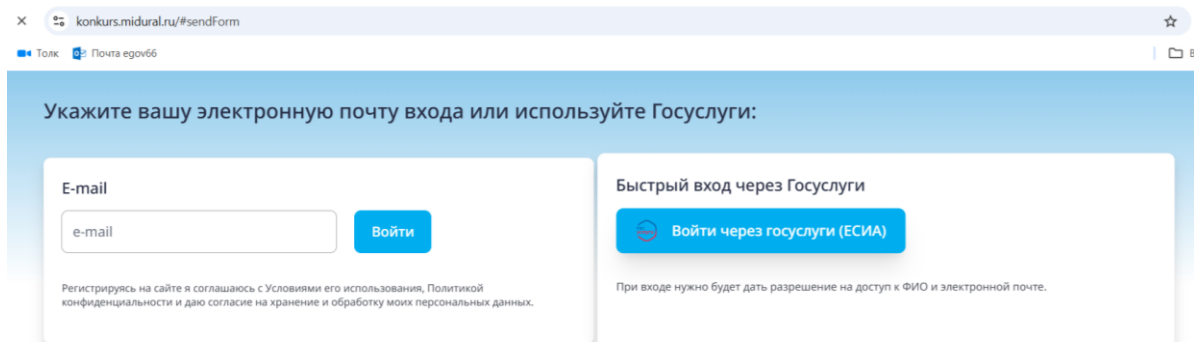 konkurs.midural.ru/#sendForm
Толк Почта egov66
Укажите вашу электронную почту входа или используйте Госуслуги:
E-mail
e-mail Войти
Регистрируясь на сайте я соглашаюсь с Условиями его использования, Политикой
конфиденциальности и даю согласие на хранение и обработку моих персональных данных.
Быстрый вход через Госуслуги
Войти через госуслуги (ЕСИА)
При входе нужно будет дать разрешение на доступ к ФИО и электронной почте.